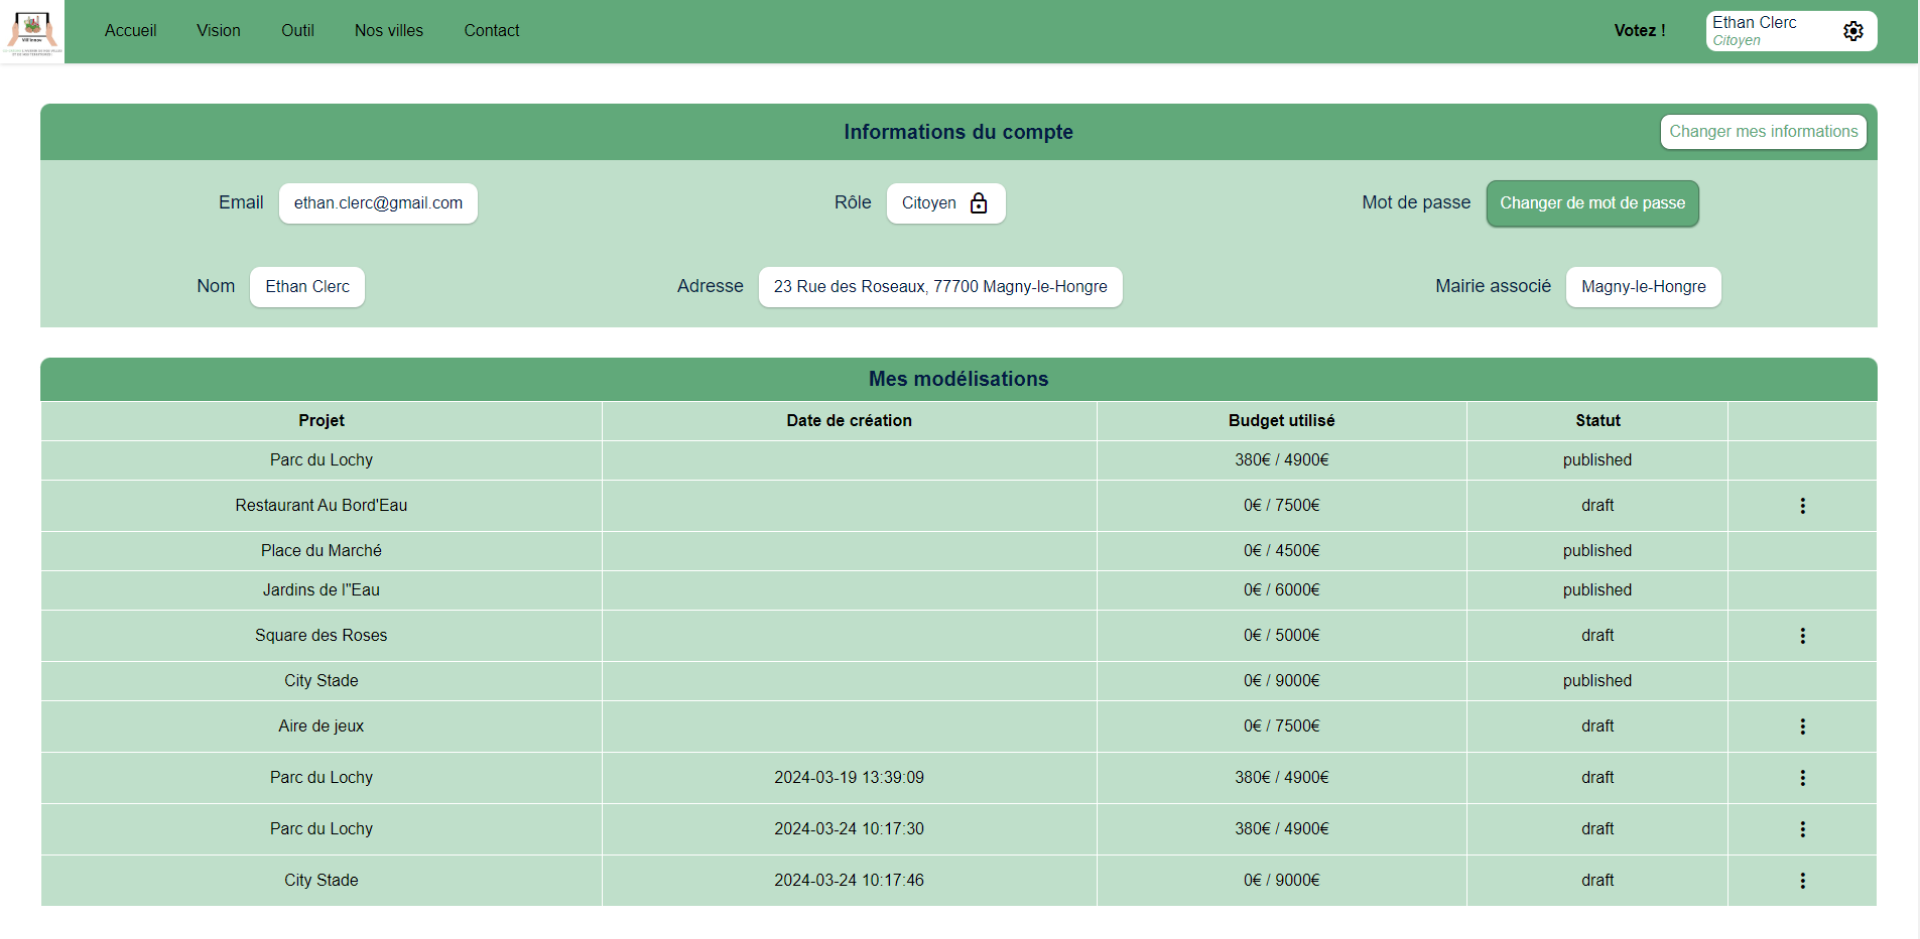 Accueil Vision Outil Nos villes Contact Votez ! Ethan Clerc
Citoyen
Informations du compte Changer mes informations
Email ethan.clerc@gmail.com Rôle Citoyen Mot de passe Changer de mot de passe
Nom Ethan Clerc Adresse 23 Rue des Roseaux, 77700 Magny-le-Hongre Mairie associé Magny-le-Hongre
Mes modélisations
Projet Date de création Budget utilisé Statut
Parc du Lochy 380€ / 4900€ published
Restaurant Au Bord'Eau 0€ / 7500€ draft
Place du Marché 0€ / 4500€ published
Jardins de l''Eau 0€ / 6000€ published
Square des Roses 0€ / 5000€ draft
City Stade 0€ / 9000€ published
Aire de jeux 0€ / 7500€ draft
Parc du Lochy 2024-03-19 13:39:09 380€ / 4900€ draft
Parc du Lochy 2024-03-24 10:17:30 380€ / 4900€ draft
City Stade 2024-03-24 10:17:46 0€ / 9000€ draft